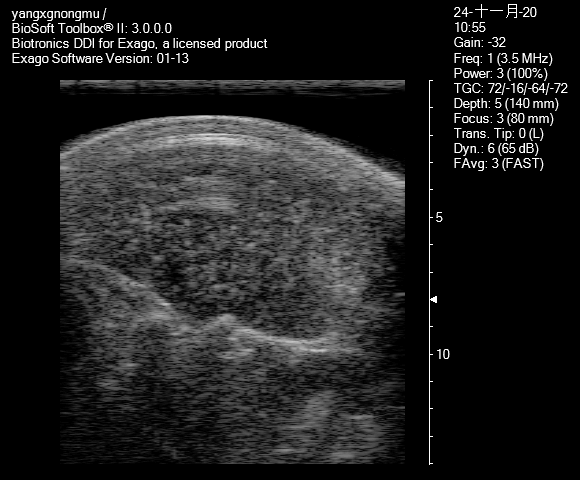 yangxgnongmu /
BioSoft Toolbox® II: 3.0.0.0
Biotronics DDI for Exago, a licensed product
Exago Software Version: 01-13
24-十一月-20
10:55
Gain: -32
Freq: 1 (3.5 MHz)
Power: 3 (100%)
TGC: 72/-16/-64/-72
Depth: 5 (140 mm)
Focus: 3 (80 mm)
Trans. Tip: 0 (L)
Dyn.: 6 (65 dB)
FAvg: 3 (FAST)
5
10